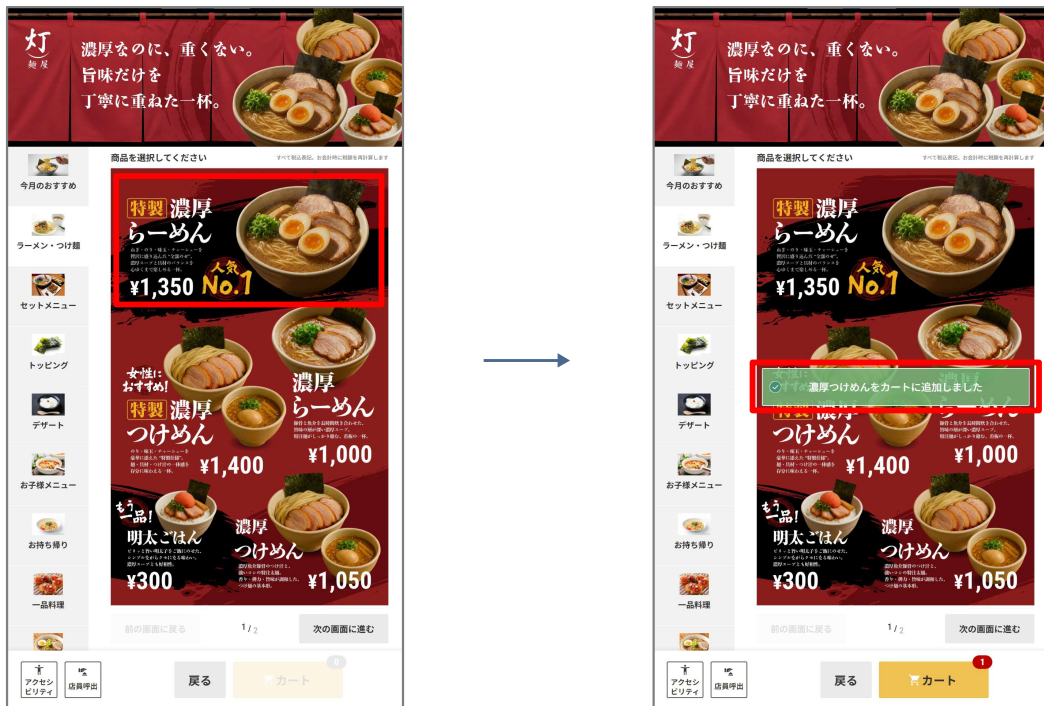 灯
麺屋
濃厚なのに、重くない。
旨味だけを
丁寧に重ねた一杯。
商品を選択してください
すべて税込表記。お会計時に税額を再計算します
今月のおすすめ
ラーメン・つけ麺
セットメニュー
トッピング
デザート
お子様メニュー
お持ち帰り
一品料理
特製 濃厚
らーめん
¥1,350
人気
No.1
女性に
おすすめ!
特製 濃厚
つけめん
¥1,400
濃厚
らーめん
¥1,000
もう
一品!
明太ごはん
¥300
濃厚
つけめん
¥1,050
前の画面に戻る
1 / 2
次の画面に進む
アクセシ
ビリティ
店員呼出
戻る
カート
0
灯
麺屋
濃厚なのに、重くない。
旨味だけを
丁寧に重ねた一杯。
商品を選択してください
すべて税込表記。お会計時に税額を再計算します
今月のおすすめ
ラーメン・つけ麺
セットメニュー
トッピング
デザート
お子様メニュー
お持ち帰り
一品料理
特製 濃厚
らーめん
¥1,350
人気
No.1
濃厚つけめんをカートに追加しました
特製 濃厚
つけめん
¥1,400
らーめん
¥1,000
もう
一品!
明太ごはん
¥300
濃厚
つけめん
¥1,050
前の画面に戻る
1 / 2
次の画面に進む
アクセシ
ビリティ
店員呼出
戻る
カート
1